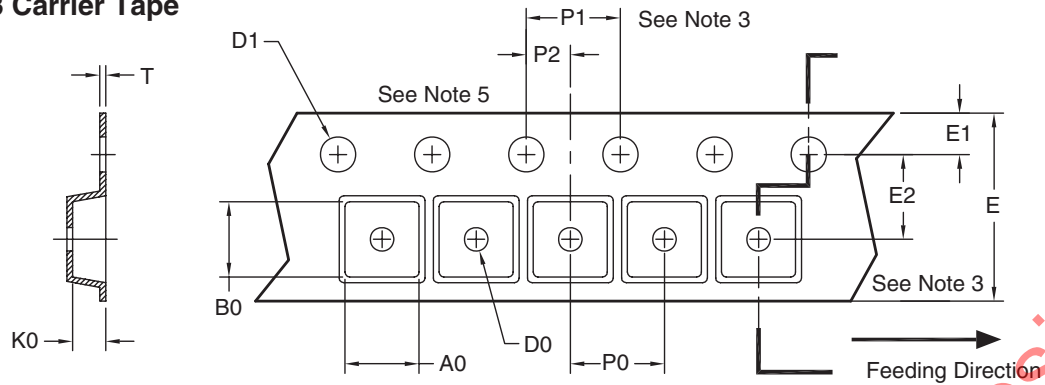 Carrier Tape
P1
See Note 3
D1
P2
T
See Note 5
E1
E2
E
B0
See Note 3
K0
D0
A0
P0
Feeding Direction